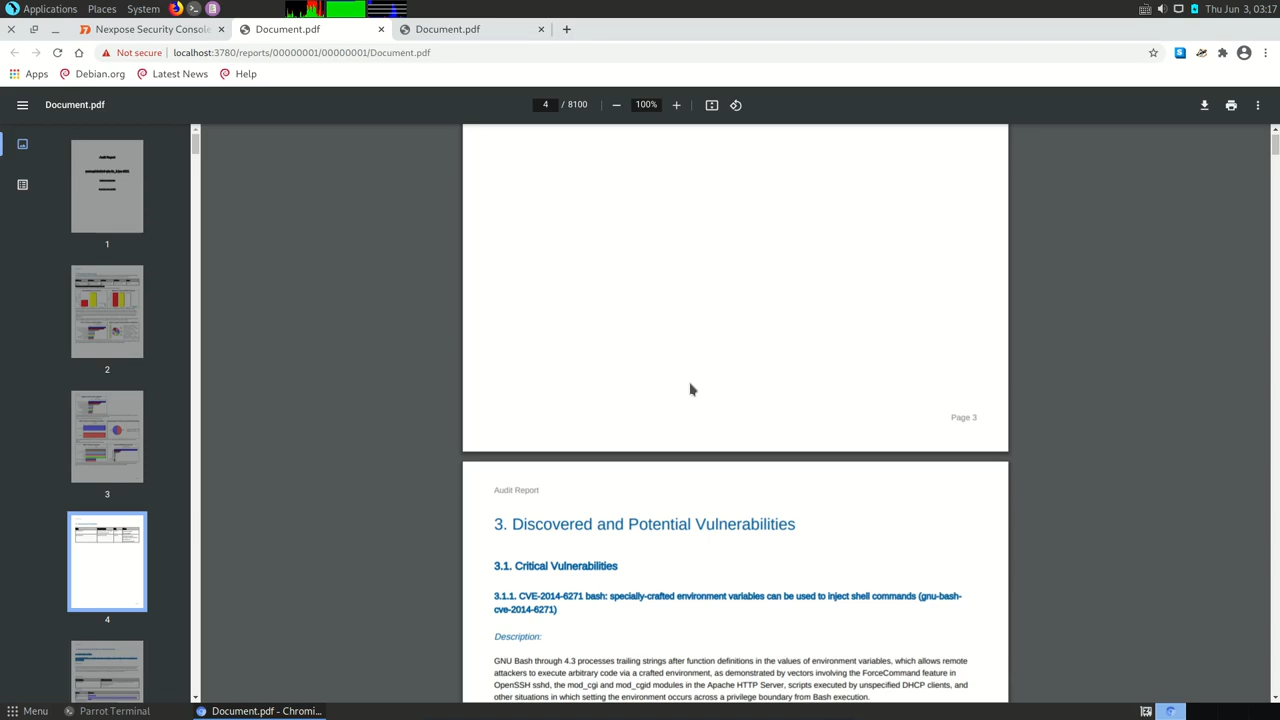 Applications Places System Thu Jun 3, 03:17
Nexpose Security Console Document.pdf Document.pdf
Not secure localhost:3780/reports/00000001/00000001/Document.pdf
Apps Debian.org Latest News Help
Document.pdf 4 / 8100 100%
Audit Report
1
2
3
4
Page 3
Audit Report
3. Discovered and Potential Vulnerabilities
3.1. Critical Vulnerabilities
3.1.1. CVE-2014-6271 bash: specially-crafted environment variables can be used to inject shell commands (gnu-bash-
cve-2014-6271)
Description:
GNU Bash through 4.3 processes trailing strings after function definitions in the values of environment variables, which allows remote
attackers to execute arbitrary code via a crafted environment, as demonstrated by vectors involving the ForceCommand feature in
OpenSSH sshd, the mod_cgi and mod_cgid modules in the Apache HTTP Server, scripts executed by unspecified DHCP clients, and
other situations in which setting the environment occurs across a privilege boundary from Bash execution.
Menu Parrot Terminal Document.pdf - Chromi...